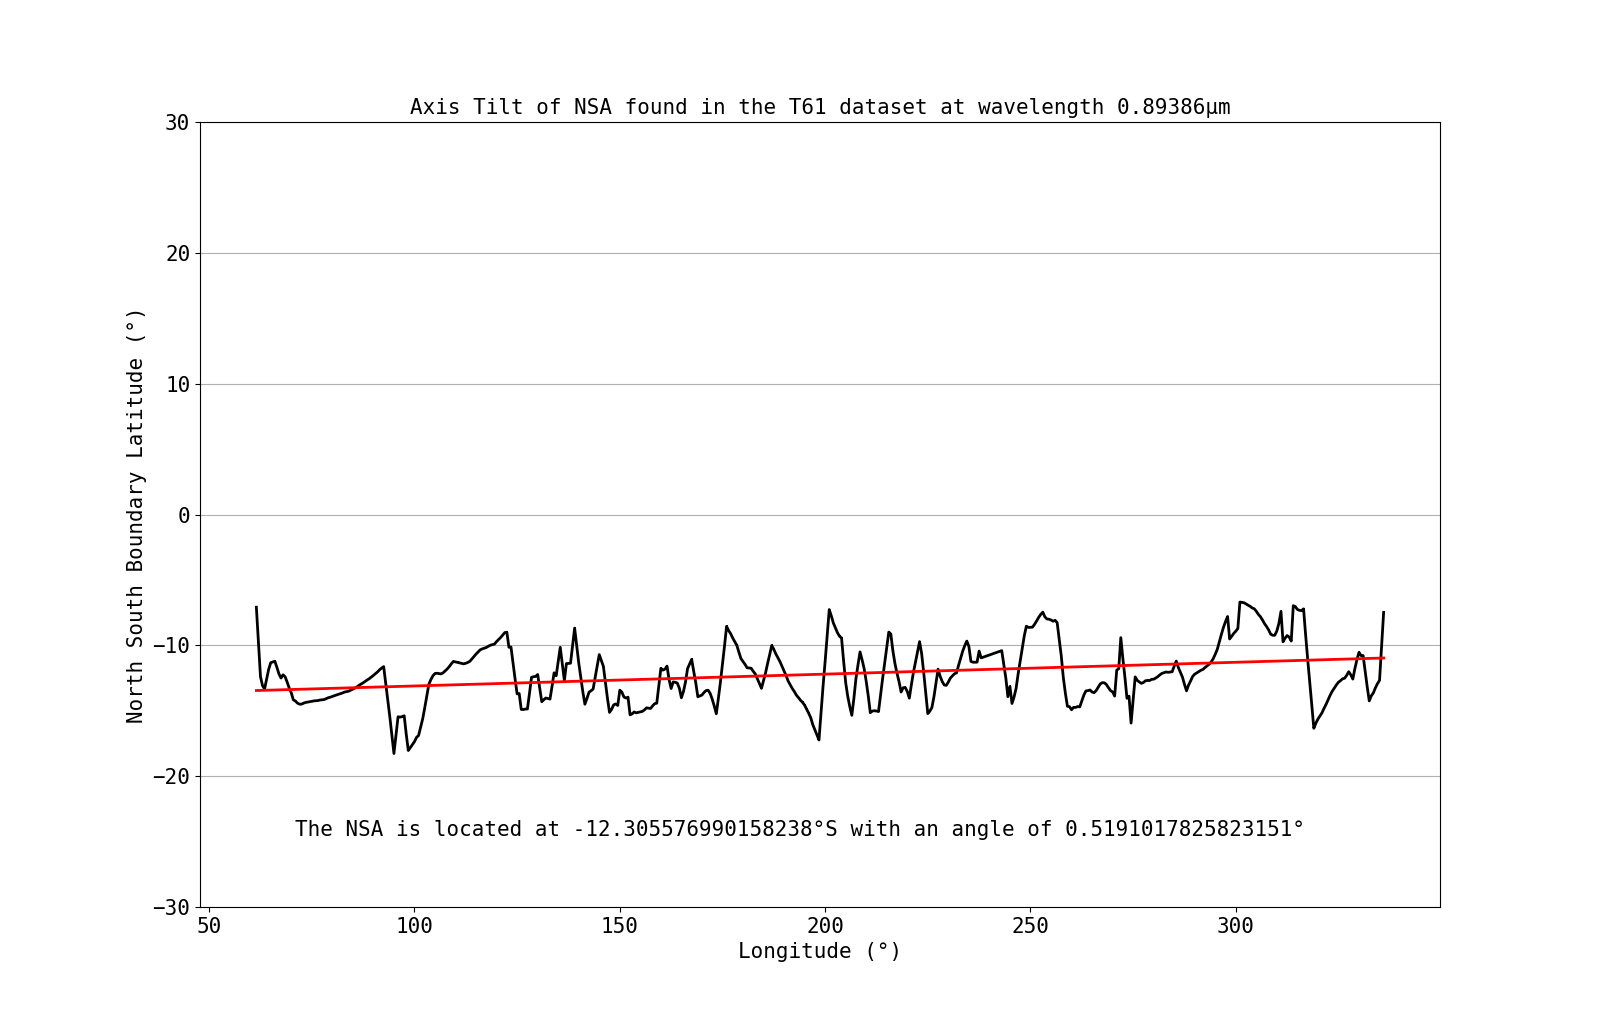 Axis Tilt of NSA found in the T61 dataset at wavelength 0.89386μm
30
20
10
0
−10
−20
−30
North South Boundary Latitude (°)
The NSA is located at -12.305576990158238°S with an angle of 0.5191017825823151°
50 100 150 200 250 300
Longitude (°)